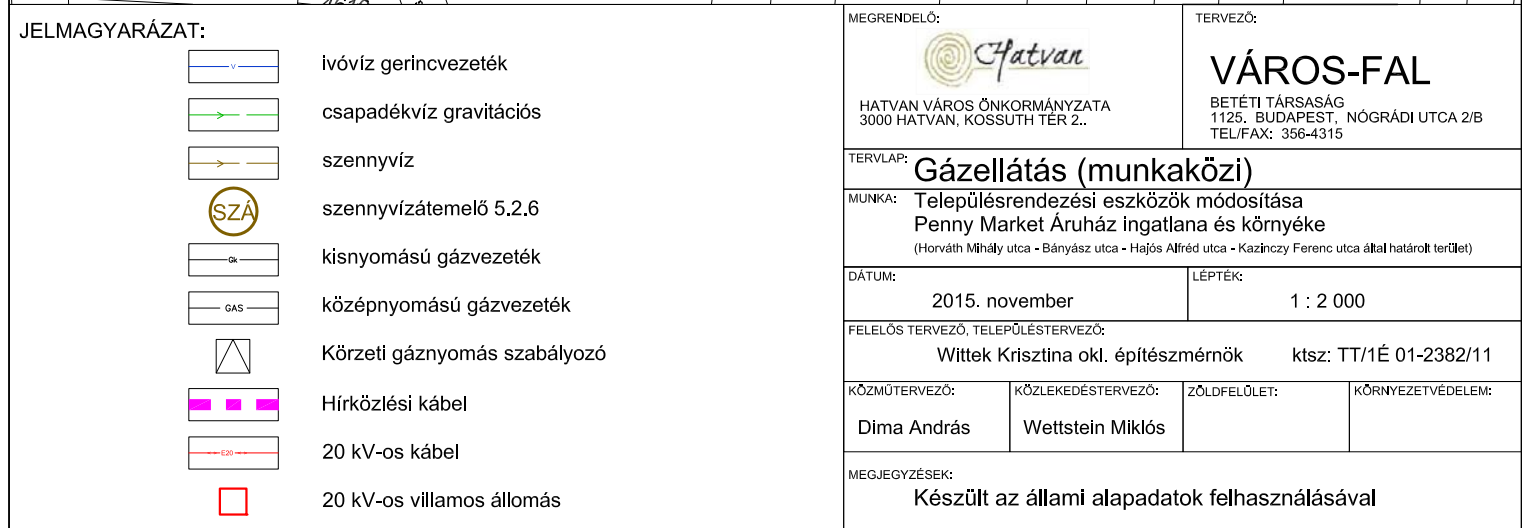 JELMAGYARÁZAT:
V
ivóvíz gerincvezeték
csapadékvíz gravitációs
szennyvíz
SZÁ
szennyvízátemelő 5.2.6
Gk
kisnyomású gázvezeték
GAS
középnyomású gázvezeték
Körzeti gáznyomás szabályozó
Hírközlési kábel
E20
20 kV-os kábel
20 kV-os villamos állomás
MEGRENDELŐ:
Hatvan
HATVAN VÁROS ÖNKORMÁNYZATA
3000 HATVAN, KOSSUTH TÉR 2..
TERVEZŐ:
VÁROS-FAL
BETÉTI TÁRSASÁG
1125. BUDAPEST, NÓGRÁDI UTCA 2/B
TEL/FAX: 356-4315
TERVLAP: Gázellátás (munkaközi)
MUNKA: Településrendezési eszközök módosítása
Penny Market Áruház ingatlana és környéke
(Horváth Mihály utca - Bányász utca - Hajós Alfréd utca - Kazinczy Ferenc utca által határolt terület)
DÁTUM:
2015. november
LÉPTÉK:
1 : 2 000
FELELŐS TERVEZŐ, TELEPÜLÉSTERVEZŐ:
Wittek Krisztina okl. építészmérnök ktsz: TT/1É 01-2382/11
KÖZMŰTERVEZŐ:
Dima András
KÖZLEKEDÉSTERVEZŐ:
Wettstein Miklós
ZÖLDFELÜLET:
KÖRNYEZETVÉDELEM:
MEGJEGYZÉSEK:
Készült az állami alapadatok felhasználásával